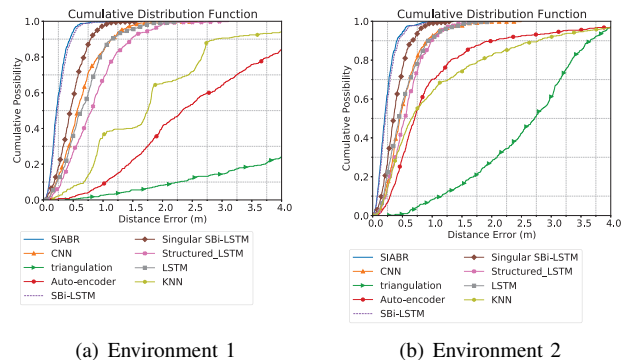 Cumulative Distribution Function
Cumulative Possibility
1.0
0.8
0.6
0.4
0.2
0.0
0.0 0.5 1.0 1.5 2.0 2.5 3.0 3.5 4.0
Distance Error (m)
SIABR
CNN
triangulation
Auto-encoder
SBi-LSTM
Singular SBi-LSTM
Structured_LSTM
LSTM
KNN
(a) Environment 1
Cumulative Distribution Function
Cumulative Possibility
1.0
0.8
0.6
0.4
0.2
0.0
0.0 0.5 1.0 1.5 2.0 2.5 3.0 3.5 4.0
Distance Error (m)
SIABR
CNN
triangulation
Auto-encoder
SBi-LSTM
Singular SBi-LSTM
Structured_LSTM
LSTM
KNN
(b) Environment 2